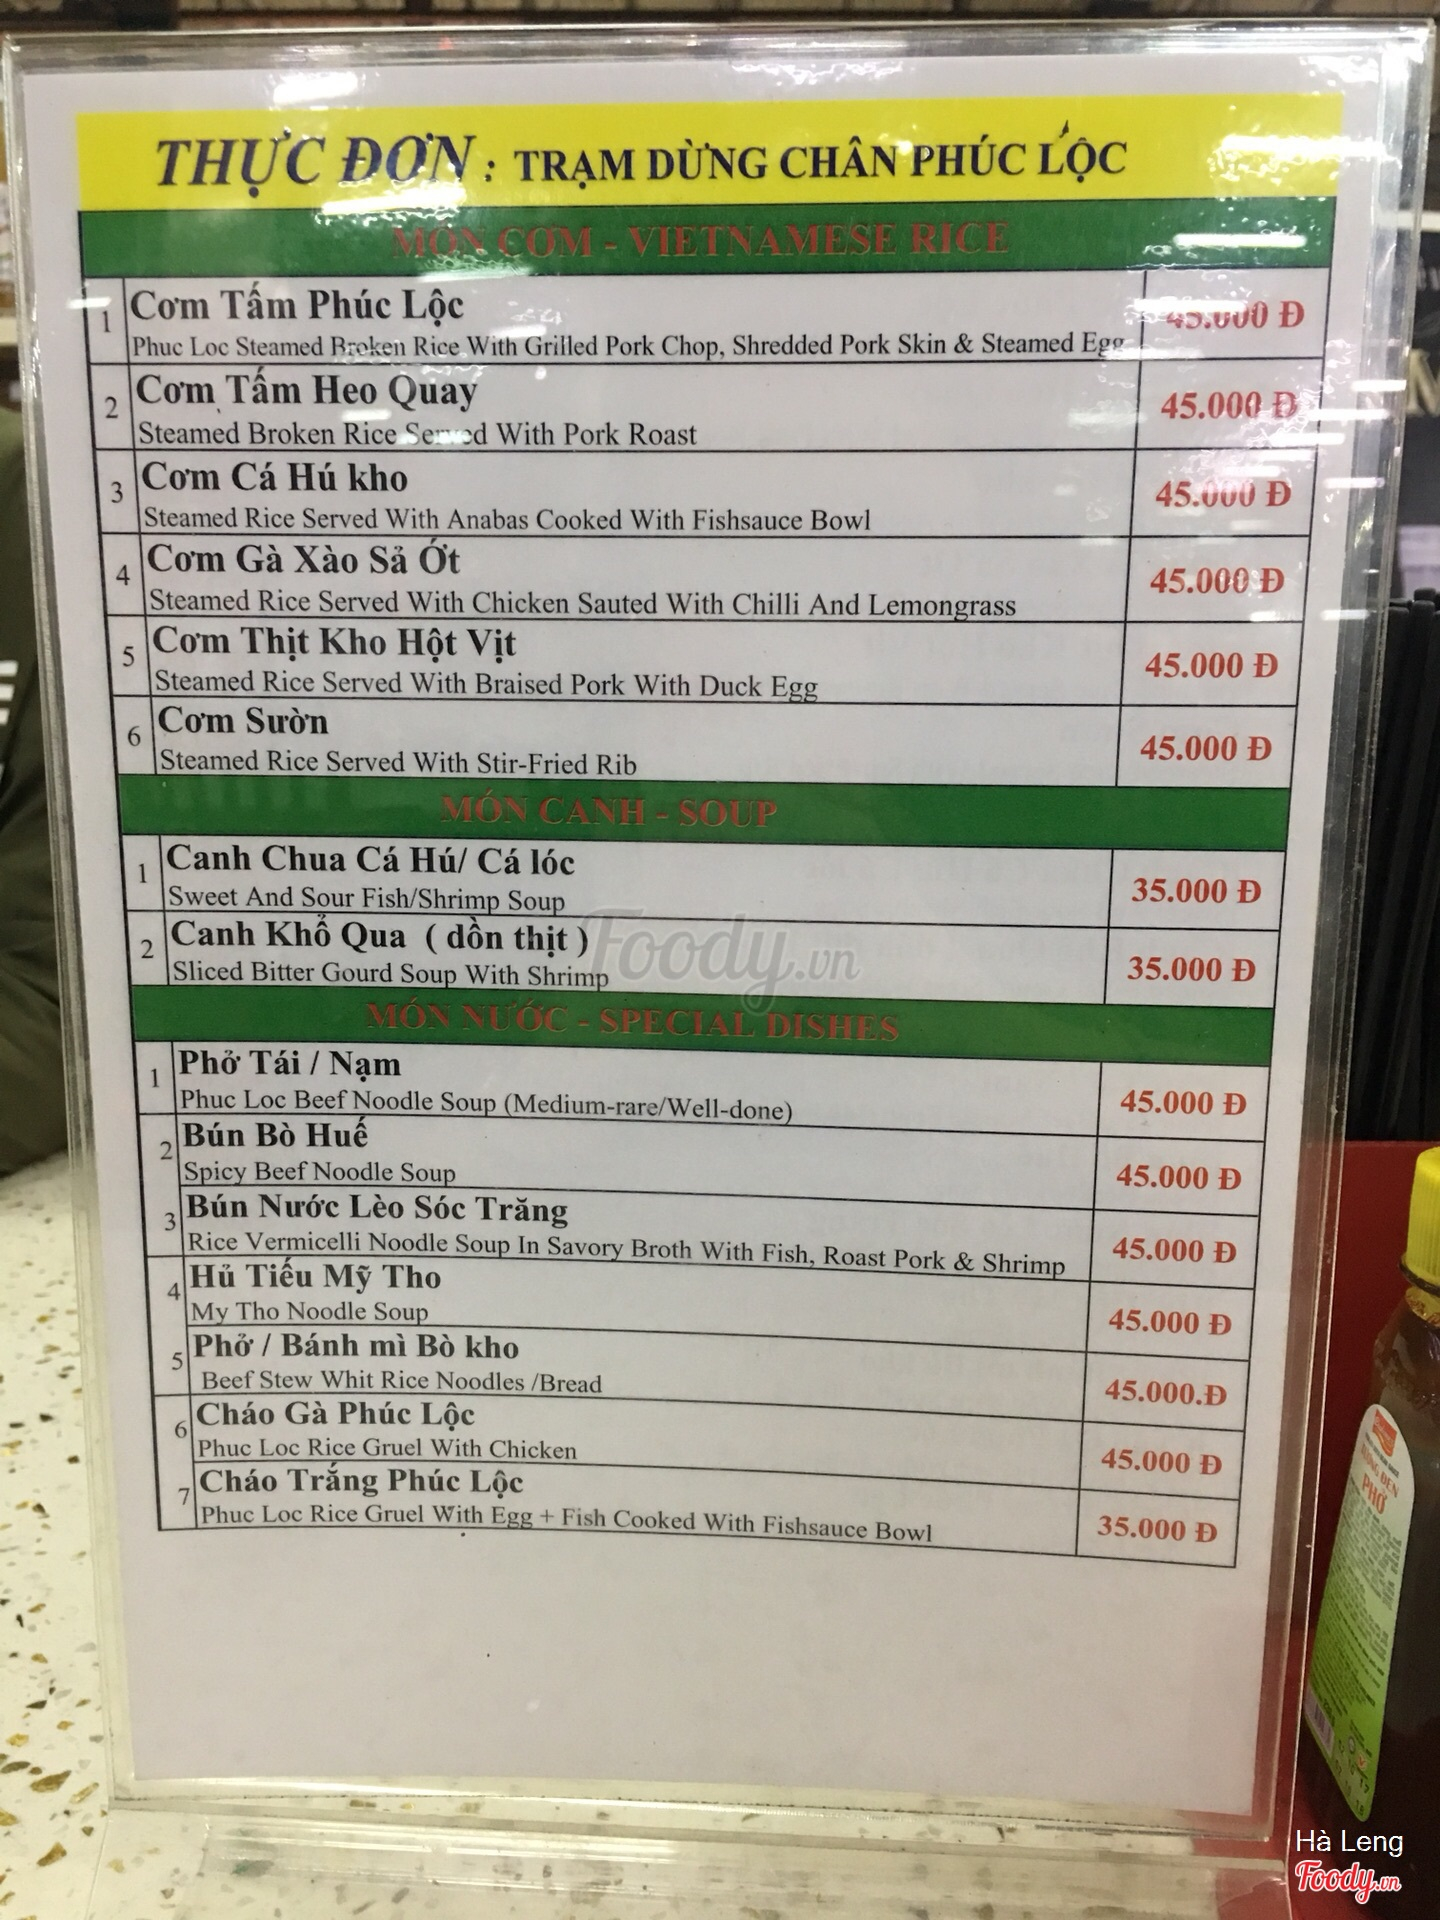 THỰC ĐƠN : TRẠM DỪNG CHÂN PHÚC LỘC
MÓN CƠM - VIETNAMESE RICE
1 Cơm Tấm Phúc Lộc 45.000 Đ
Phuc Loc Steamed Broken Rice With Grilled Pork Chop, Shredded Pork Skin & Steamed Egg
2 Cơm Tấm Heo Quay 45.000 Đ
Steamed Broken Rice Served With Pork Roast
3 Cơm Cá Hú kho 45.000 Đ
Steamed Rice Served With Anabas Cooked With Fishsauce Bowl
4 Cơm Gà Xào Sả Ớt 45.000 Đ
Steamed Rice Served With Chicken Sauted With Chilli And Lemongrass
5 Cơm Thịt Kho Hột Vịt 45.000 Đ
Steamed Rice Served With Braised Pork With Duck Egg
6 Cơm Sườn 45.000 Đ
Steamed Rice Served With Stir-Fried Rib
MÓN CANH - SOUP
1 Canh Chua Cá Hú/ Cá lóc 35.000 Đ
Sweet And Sour Fish/Shrimp Soup
2 Canh Khổ Qua ( dồn thịt ) 35.000 Đ
Sliced Bitter Gourd Soup With Shrimp
Foody.vn
MÓN NƯỚC - SPECIAL DISHES
1 Phở Tái / Nạm 45.000 Đ
Phuc Loc Beef Noodle Soup (Medium-rare/Well-done)
2 Bún Bò Huế 45.000 Đ
Spicy Beef Noodle Soup
3 Bún Nước Lèo Sóc Trăng 45.000 Đ
Rice Vermicelli Noodle Soup In Savory Broth With Fish, Roast Pork & Shrimp
4 Hủ Tiếu Mỹ Tho 45.000 Đ
My Tho Noodle Soup
5 Phở / Bánh mì Bò kho 45.000.Đ
Beef Stew Whit Rice Noodles /Bread
6 Cháo Gà Phúc Lộc 45.000 Đ
Phuc Loc Rice Gruel With Chicken
7 Cháo Trắng Phúc Lộc 35.000 Đ
Phuc Loc Rice Gruel With Egg + Fish Cooked With Fishsauce Bowl
PHỞ
Hà Leng
Foody.vn